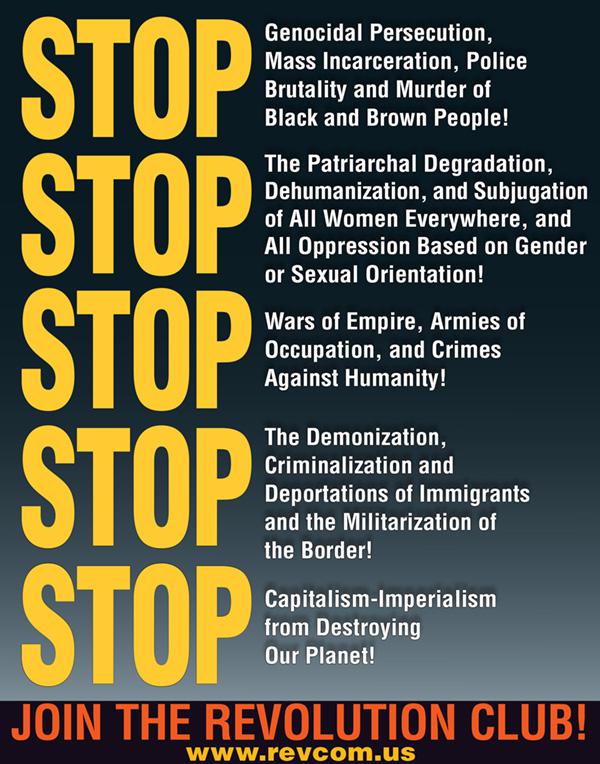 STOP
Genocidal Persecution,
Mass Incarceration, Police
Brutality and Murder of
Black and Brown People!
STOP
The Patriarchal Degradation,
Dehumanization, and Subjugation
of All Women Everywhere, and
All Oppression Based on Gender
or Sexual Orientation!
STOP
Wars of Empire, Armies of
Occupation, and Crimes
Against Humanity!
STOP
The Demonization,
Criminalization and
Deportations of Immigrants
and the Militarization of
the Border!
STOP
Capitalism-Imperialism
from Destroying
Our Planet!
JOIN THE REVOLUTION CLUB!
www.revcom.us